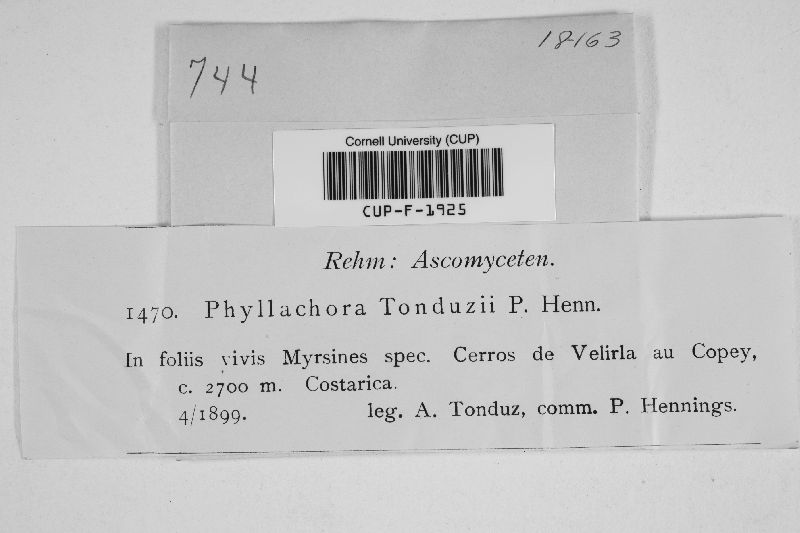 18163
744
Cornell University (CUP)
CUP-F-1925
Rehm: Ascomyceten.
1470. Phyllachora Tonduzii P. Henn.
In foliis vivis Myrsines spec. Cerros de Velirla au Copey,
c. 2700 m. Costarica.
4/1899. leg. A. Tonduz, comm. P. Hennings.